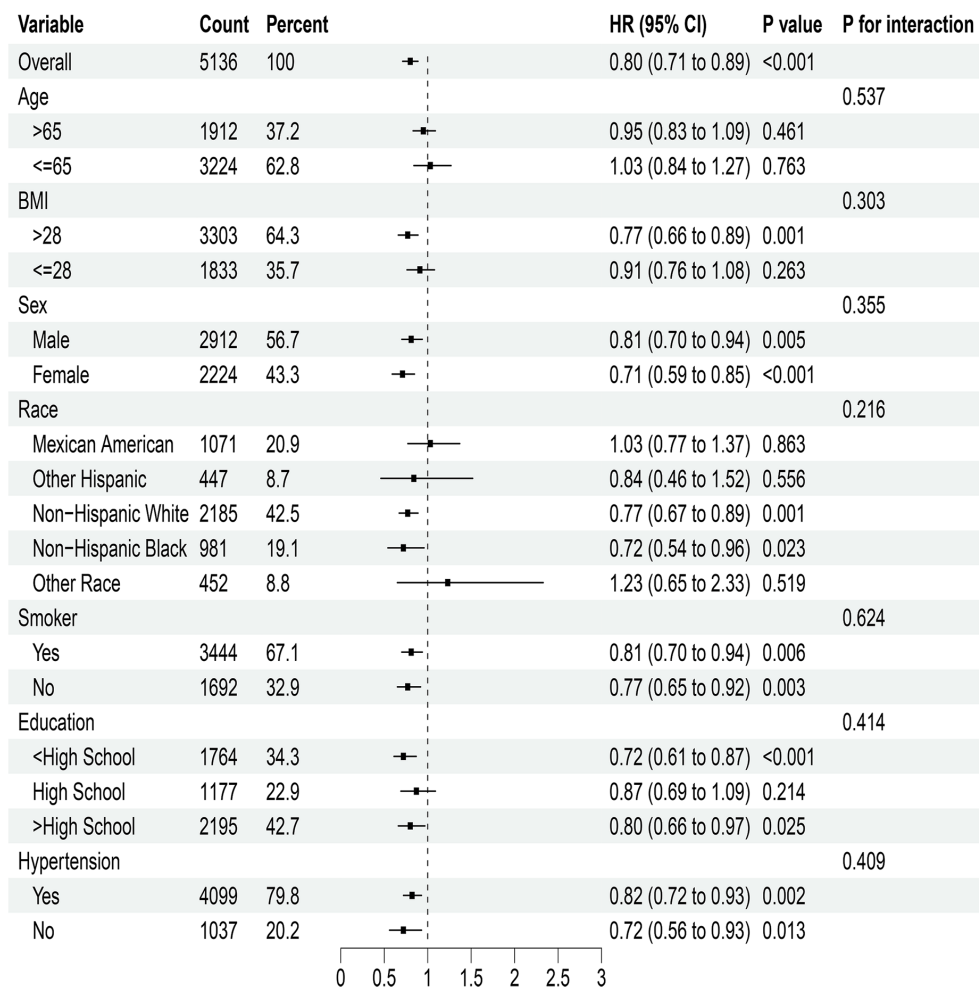 Variable Count Percent HR (95% CI) P value P for interaction
Overall 5136 100 0.80 (0.71 to 0.89) <0.001
Age 0.537
>65 1912 37.2 0.95 (0.83 to 1.09) 0.461
<=65 3224 62.8 1.03 (0.84 to 1.27) 0.763
BMI 0.303
>28 3303 64.3 0.77 (0.66 to 0.89) 0.001
<=28 1833 35.7 0.91 (0.76 to 1.08) 0.263
Sex 0.355
Male 2912 56.7 0.81 (0.70 to 0.94) 0.005
Female 2224 43.3 0.71 (0.59 to 0.85) <0.001
Race 0.216
Mexican American 1071 20.9 1.03 (0.77 to 1.37) 0.863
Other Hispanic 447 8.7 0.84 (0.46 to 1.52) 0.556
Non−Hispanic White 2185 42.5 0.77 (0.67 to 0.89) 0.001
Non−Hispanic Black 981 19.1 0.72 (0.54 to 0.96) 0.023
Other Race 452 8.8 1.23 (0.65 to 2.33) 0.519
Smoker 0.624
Yes 3444 67.1 0.81 (0.70 to 0.94) 0.006
No 1692 32.9 0.77 (0.65 to 0.92) 0.003
Education 0.414
<High School 1764 34.3 0.72 (0.61 to 0.87) <0.001
High School 1177 22.9 0.87 (0.69 to 1.09) 0.214
>High School 2195 42.7 0.80 (0.66 to 0.97) 0.025
Hypertension 0.409
Yes 4099 79.8 0.82 (0.72 to 0.93) 0.002
No 1037 20.2 0.72 (0.56 to 0.93) 0.013
0 0.5 1 1.5 2 2.5 3